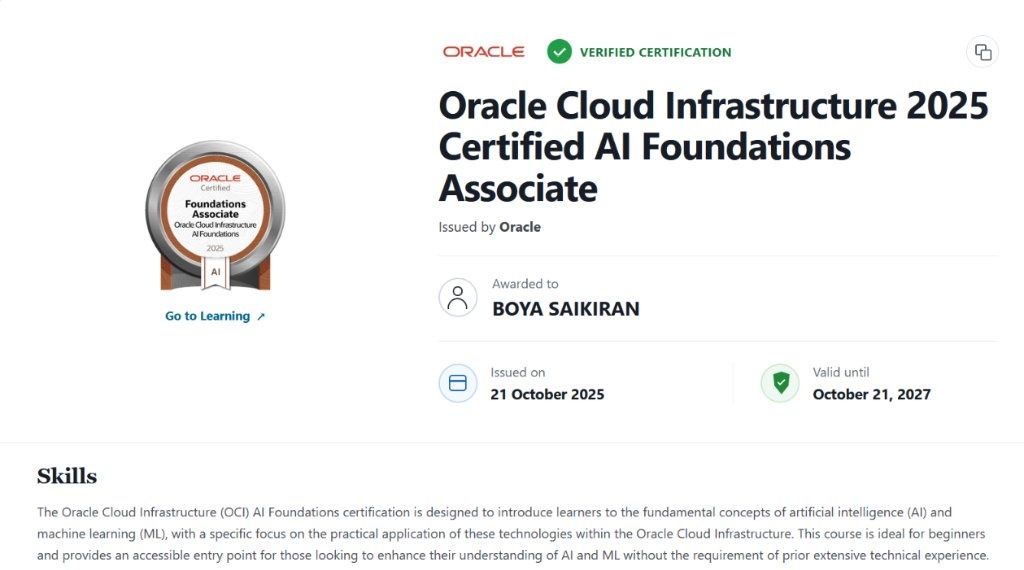 ORACLE
VERIFIED CERTIFICATION
Oracle Cloud Infrastructure 2025
Certified AI Foundations
Associate
Issued by Oracle
ORACLE
Certified
Foundations
Associate
Oracle Cloud Infrastructure
AI Foundations
2025
AI
Go to Learning ↗
Awarded to
BOYA SAIKIRAN
Issued on
21 October 2025
Valid until
October 21, 2027
Skills
The Oracle Cloud Infrastructure (OCI) AI Foundations certification is designed to introduce learners to the fundamental concepts of artificial intelligence (AI) and
machine learning (ML), with a specific focus on the practical application of these technologies within the Oracle Cloud Infrastructure. This course is ideal for beginners
and provides an accessible entry point for those looking to enhance their understanding of AI and ML without the requirement of prior extensive technical experience.